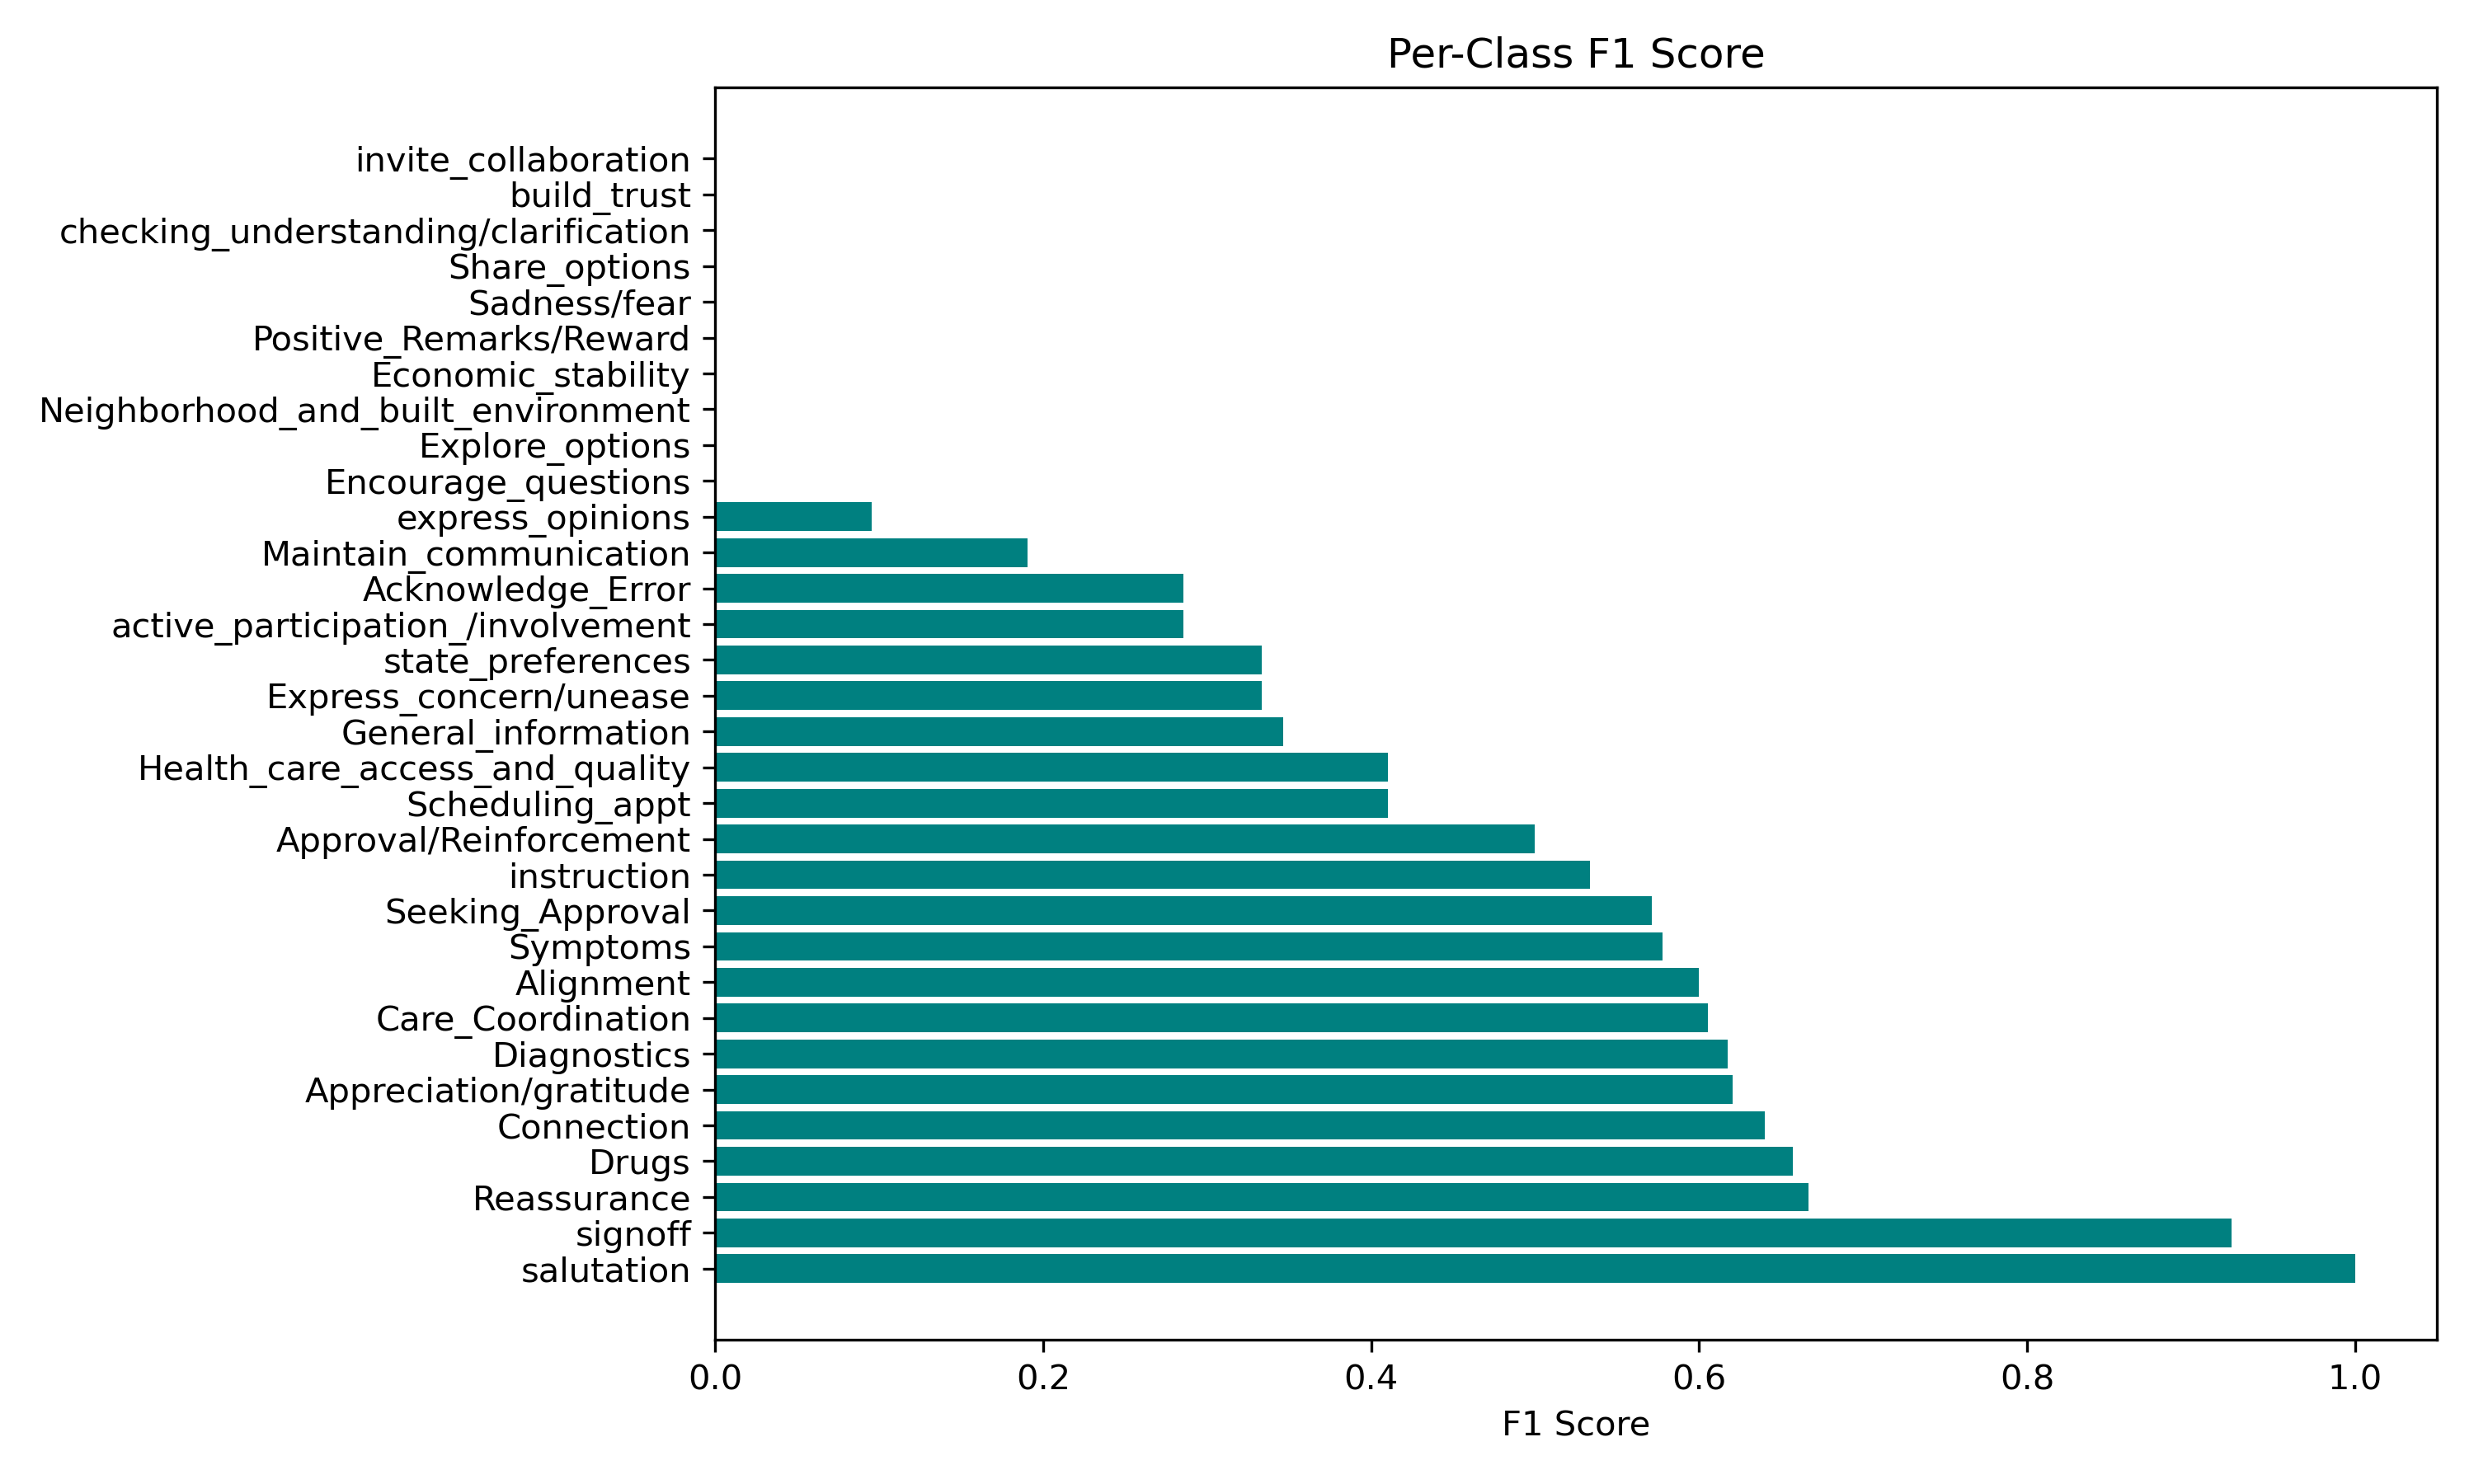 Per-Class F1 Score
invite_collaboration
build_trust
checking_understanding/clarification
Share_options
Sadness/fear
Positive_Remarks/Reward
Economic_stability
Neighborhood_and_built_environment
Explore_options
Encourage_questions
express_opinions
Maintain_communication
Acknowledge_Error
active_participation_/involvement
state_preferences
Express_concern/unease
General_information
Health_care_access_and_quality
Scheduling_appt
Approval/Reinforcement
instruction
Seeking_Approval
Symptoms
Alignment
Care_Coordination
Diagnostics
Appreciation/gratitude
Connection
Drugs
Reassurance
signoff
salutation
0.0 0.2 0.4 0.6 0.8 1.0
F1 Score